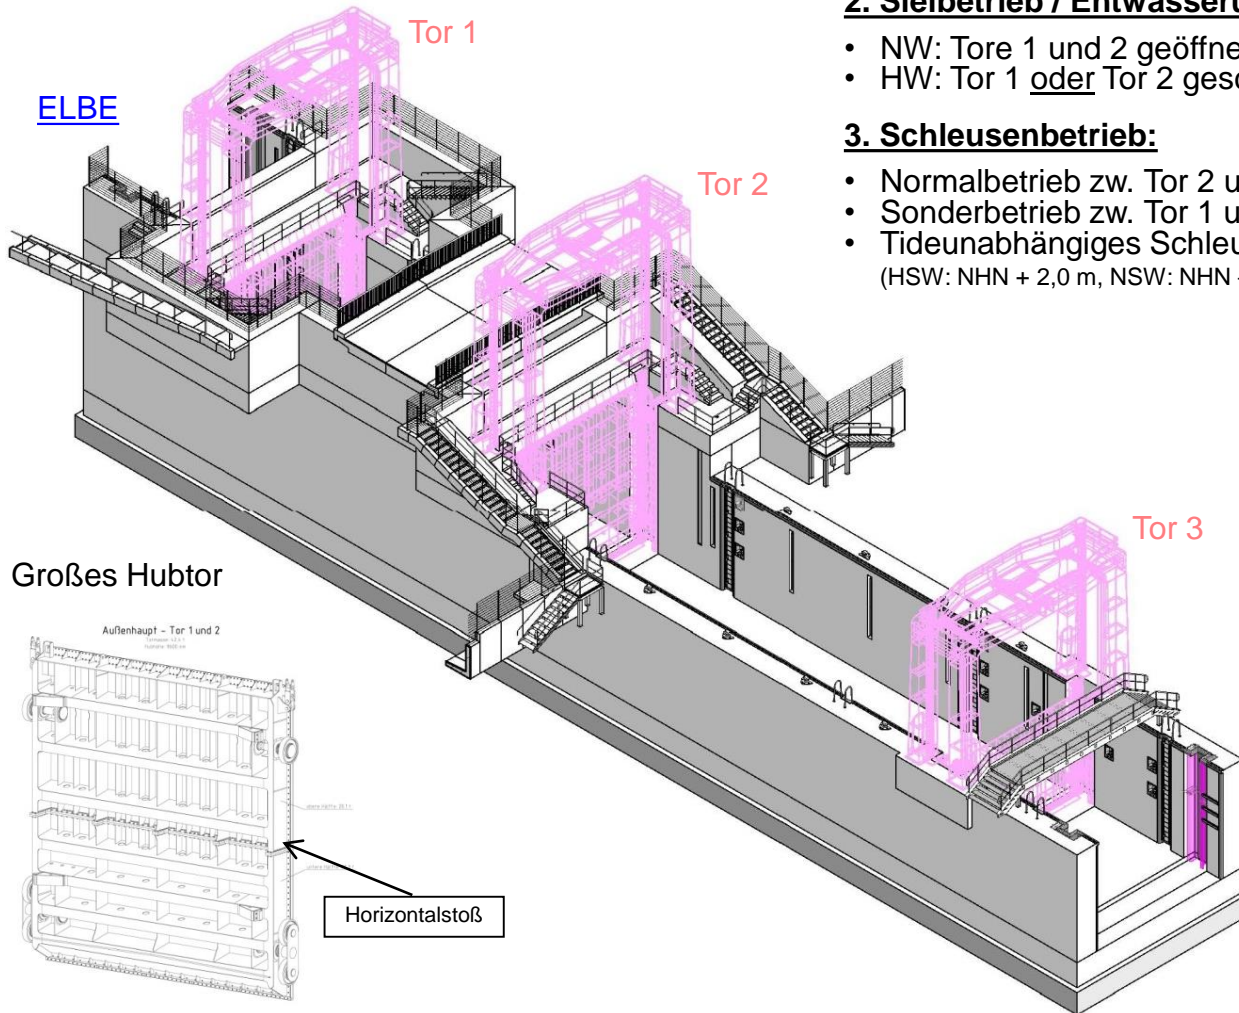 2. Sielbetrieb / Entwässeru
• NW: Tore 1 und 2 geöffne
• HW: Tor 1 oder Tor 2 gesc
3. Schleusenbetrieb:
• Normalbetrieb zw. Tor 2 u
• Sonderbetrieb zw. Tor 1 u
• Tideunabhängiges Schleu
(HSW: NHN + 2,0 m, NSW: NHN
Tor 1
ELBE
Tor 2
Tor 3
Großes Hubtor
Außenhaupt - Tor 1 und 2
Horizontalstoß